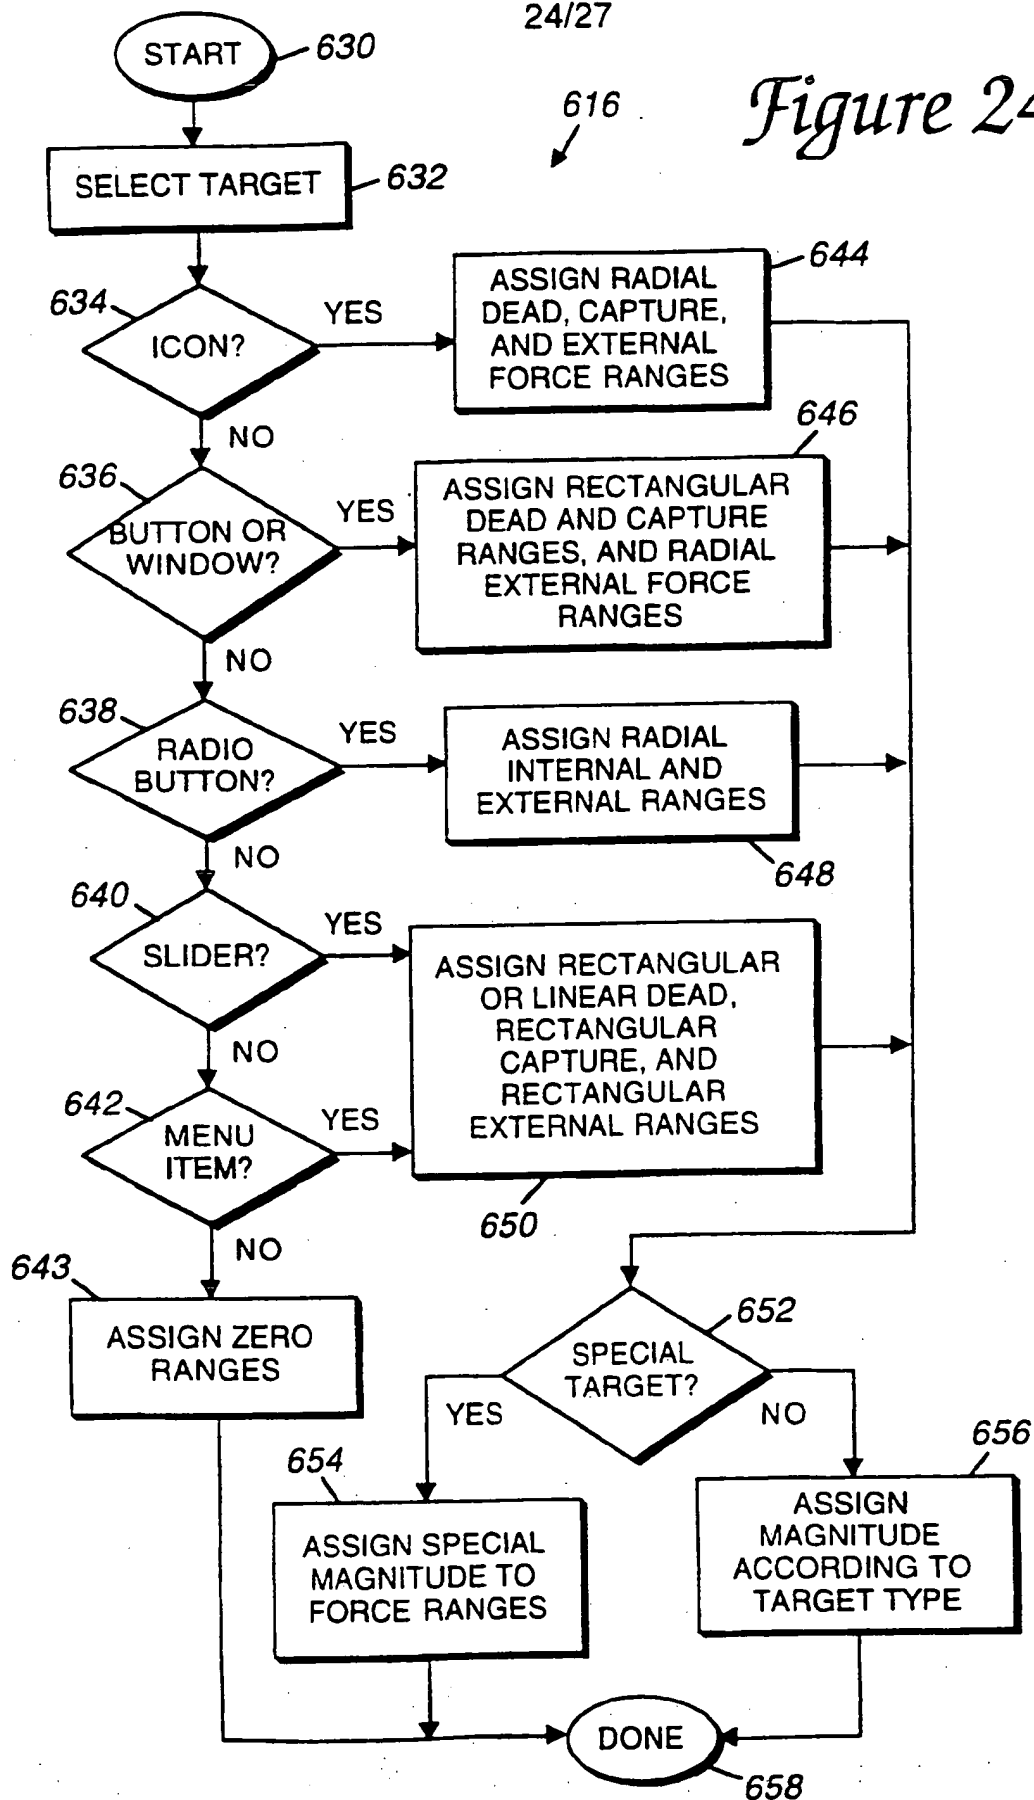 24/27
START
630
616
Figure 24
SELECT TARGET
632
634
ICON?
YES
NO
ASSIGN RADIAL
DEAD, CAPTURE,
AND EXTERNAL
FORCE RANGES
644
636
BUTTON OR
WINDOW?
YES
NO
ASSIGN RECTANGULAR
DEAD AND CAPTURE
RANGES, AND RADIAL
EXTERNAL FORCE
RANGES
646
638
RADIO
BUTTON?
YES
NO
ASSIGN RADIAL
INTERNAL AND
EXTERNAL RANGES
648
640
SLIDER?
YES
NO
ASSIGN RECTANGULAR
OR LINEAR DEAD,
RECTANGULAR
CAPTURE, AND
RECTANGULAR
EXTERNAL RANGES
650
642
MENU
ITEM?
YES
NO
643
ASSIGN ZERO
RANGES
652
SPECIAL
TARGET?
YES
NO
654
ASSIGN SPECIAL
MAGNITUDE TO
FORCE RANGES
656
ASSIGN
MAGNITUDE
ACCORDING TO
TARGET TYPE
DONE
658